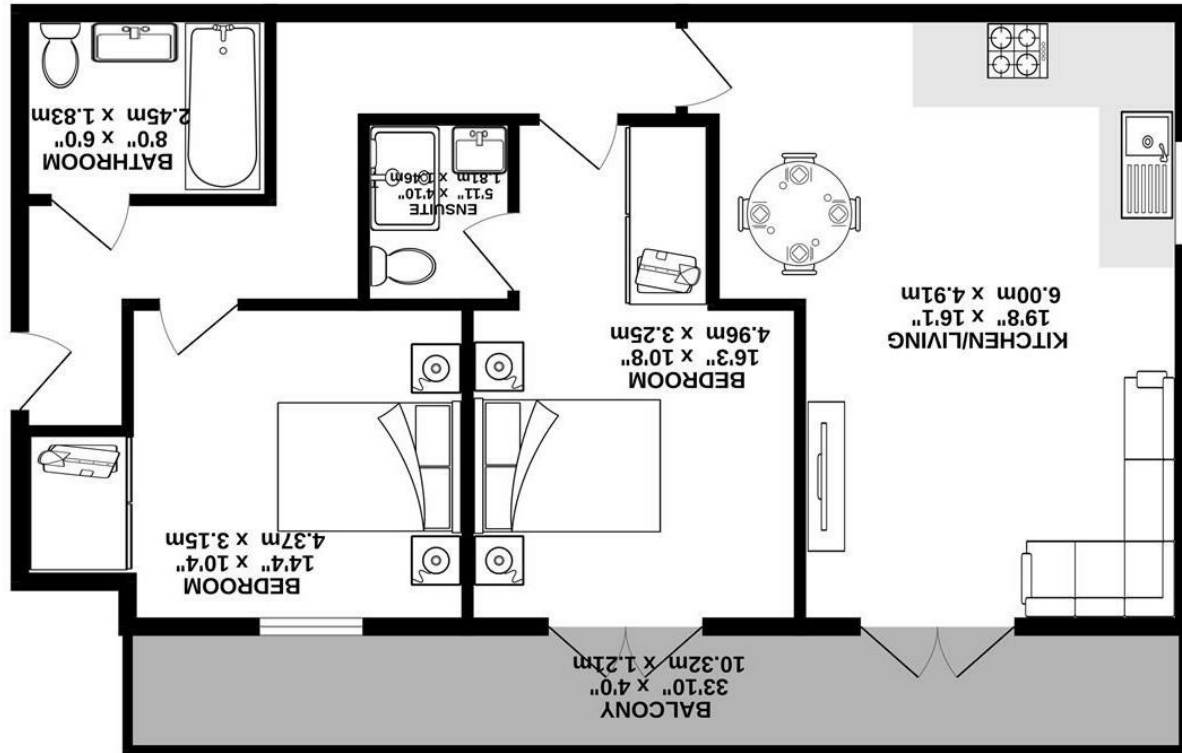 BALCONY
33'10" x 4'0"
10.32m x 1.21m
BEDROOM
14'4" x 10'4"
4.37m x 3.15m
BEDROOM
16'3" x 10'8"
4.96m x 3.25m
KITCHEN/LIVING
19'8" x 16'1"
6.00m x 4.91m
ENSUITE
5'11" x 4'10"
1.81m x 1.46m
BATHROOM
8'0" x 6'0"
2.45m x 1.83m